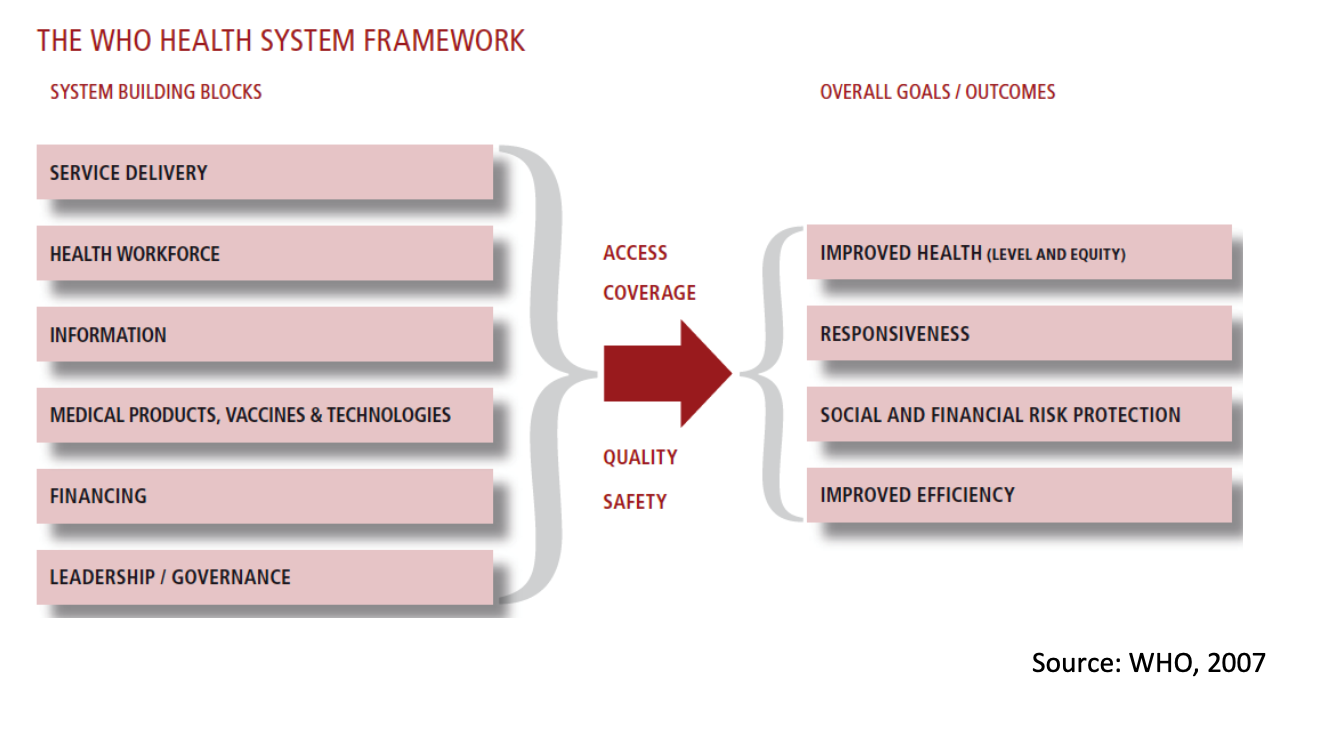 THE WHO HEALTH SYSTEM FRAMEWORK
SYSTEM BUILDING BLOCKS
OVERALL GOALS / OUTCOMES
SERVICE DELIVERY
HEALTH WORKFORCE
INFORMATION
MEDICAL PRODUCTS, VACCINES & TECHNOLOGIES
FINANCING
LEADERSHIP / GOVERNANCE
ACCESS
COVERAGE
QUALITY
SAFETY
IMPROVED HEALTH (LEVEL AND EQUITY)
RESPONSIVENESS
SOCIAL AND FINANCIAL RISK PROTECTION
IMPROVED EFFICIENCY
Source: WHO, 2007